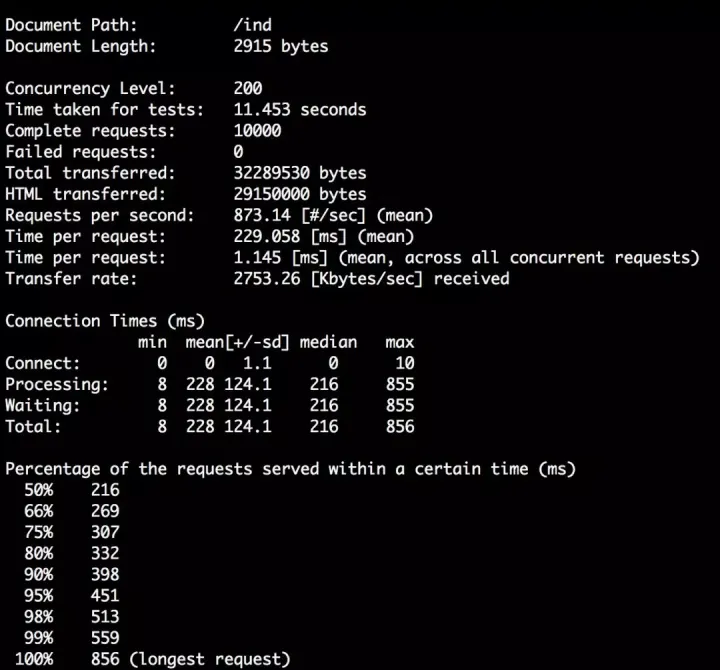 Document Path:          /ind
Document Length:        2915 bytes

Concurrency Level:      200
Time taken for tests:   11.453 seconds
Complete requests:      10000
Failed requests:        0
Total transferred:      32289530 bytes
HTML transferred:       29150000 bytes
Requests per second:    873.14 [#/sec] (mean)
Time per request:       229.058 [ms] (mean)
Time per request:       1.145 [ms] (mean, across all concurrent requests)
Transfer rate:          2753.26 [Kbytes/sec] received

Connection Times (ms)
              min  mean[+/-sd] median   max
Connect:        0    0   1.1      0      10
Processing:     8  228 124.1    216     855
Waiting:        8  228 124.1    216     855
Total:          8  228 124.1    216     856

Percentage of the requests served within a certain time (ms)
  50%    216
  66%    269
  75%    307
  80%    332
  90%    398
  95%    451
  98%    513
  99%    559
 100%    856 (longest request)